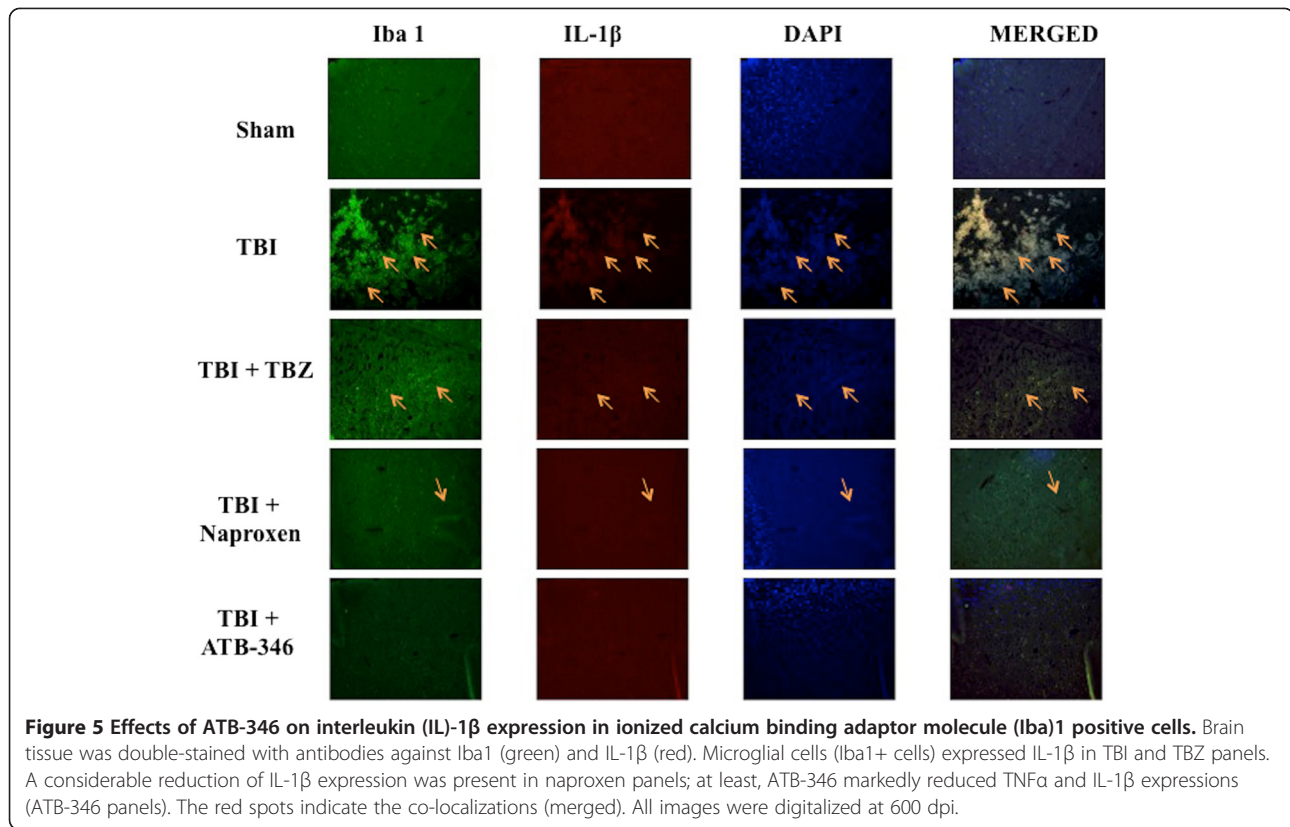 Iba 1 IL-1β DAPI MERGED
Sham
TBI
TBI + TBZ
TBI +
Naproxen
TBI +
ATB-346
Figure 5 Effects of ATB-346 on interleukin (IL)-1β expression in ionized calcium binding adaptor molecule (Iba)1 positive cells. Brain
tissue was double-stained with antibodies against Iba1 (green) and IL-1β (red). Microglial cells (Iba1+ cells) expressed IL-1β in TBI and TBZ panels.
A considerable reduction of IL-1β expression was present in naproxen panels; at least, ATB-346 markedly reduced TNFα and IL-1β expressions
(ATB-346 panels). The red spots indicate the co-localizations (merged). All images were digitalized at 600 dpi.